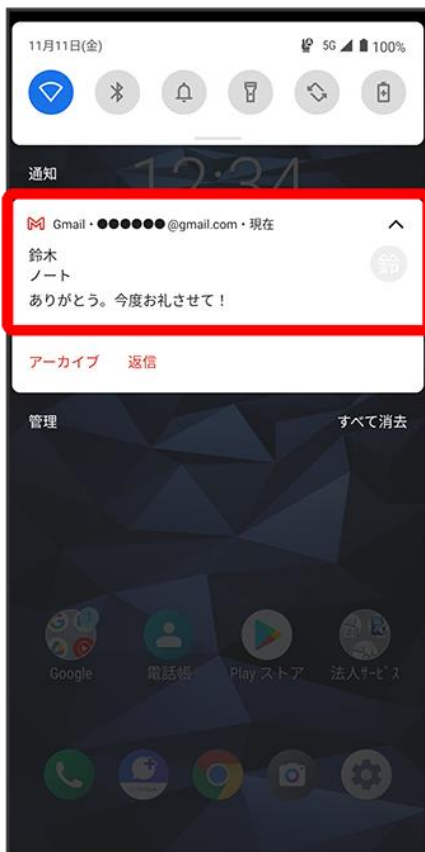 11月11日(金)
5G 100%
通知
12:34
Gmail・●●●●●●@gmail.com・現在
鈴木
鈴
ノート
ありがとう。今度お礼させて！
アーカイブ 返信
管理 すべて消去
Google 電話帳 Play ストア 法人ｻｰﾋﾞｽ